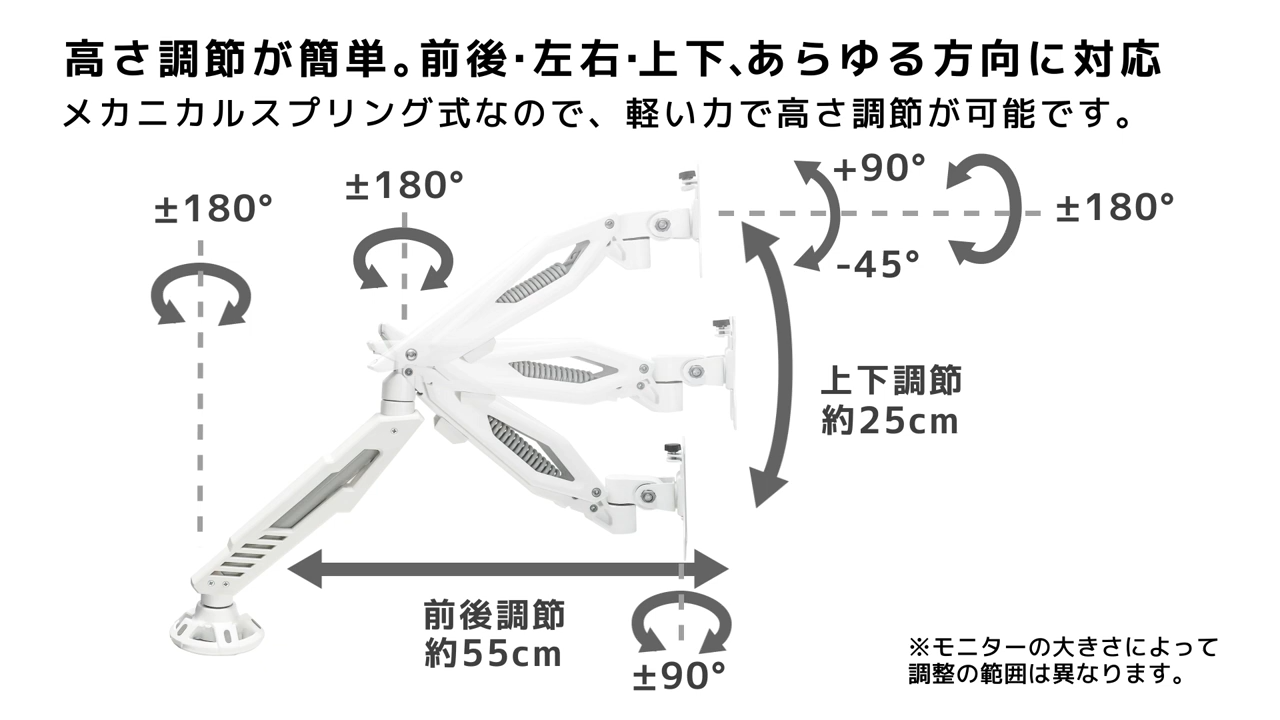 高さ調節が簡単。前後·左右·上下、あらゆる方向に対応
メカニカルスプリング式なので、軽い力で高さ調節が可能です。
±180°
±180°
+90°
±180°
-45°
上下調節
約25cm
前後調節
約55cm
±90°
※モニターの大きさによって
調整の範囲は異なります。